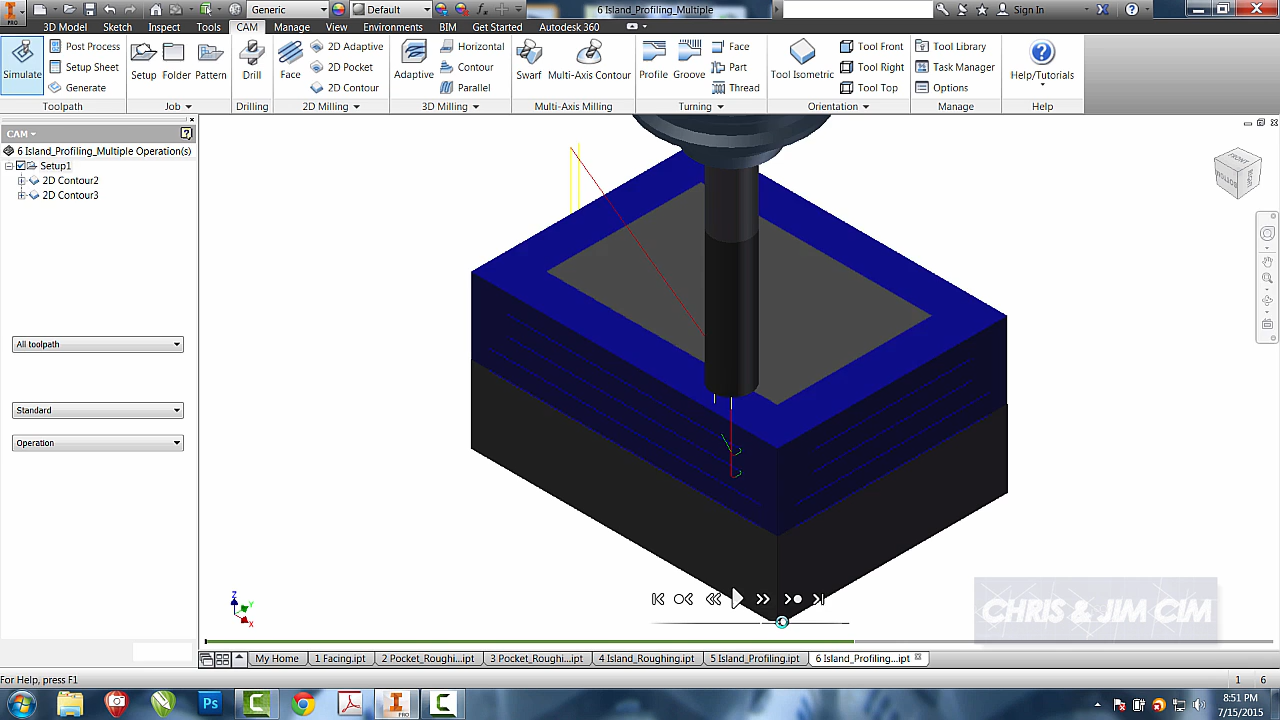 PRO
Generic
Default
6 Island_Profiling_Multiple
Sign In
3D Model Sketch Inspect Tools CAM Manage View Environments BIM Get Started Autodesk 360
Simulate
Post Process
Setup Sheet
Generate
Toolpath
Setup Folder
Job
Drill
Drilling
Face
2D Adaptive
2D Pocket
2D Contour
2D Milling
Adaptive
Horizontal
Contour
Parallel
3D Milling
Swarf Multi-Axis Contour
Multi-Axis Milling
Profile Groove
Face
Part
Thread
Turning
Tool Isometric
Tool Front
Tool Right
Tool Top
Orientation
Tool Library
Task Manager
Options
Manage
Help/Tutorials
Help
CAM
6 Island_Profiling_Multiple Operation(s)
Setup1
2D Contour2
2D Contour3
All toolpath
Standard
Operation
BOTTOM
Z
Y
X
CHRIS & JIM CIM
My Home 1 Facing.ipt 2 Pocket_Roughi...ipt 3 Pocket_Roughi...ipt 4 Island_Roughing.ipt 5 Island_Profiling.ipt 6 Island_Profiling...ipt
For Help, press F1
1 6
Ps
PRO
8:51 PM
7/15/2015